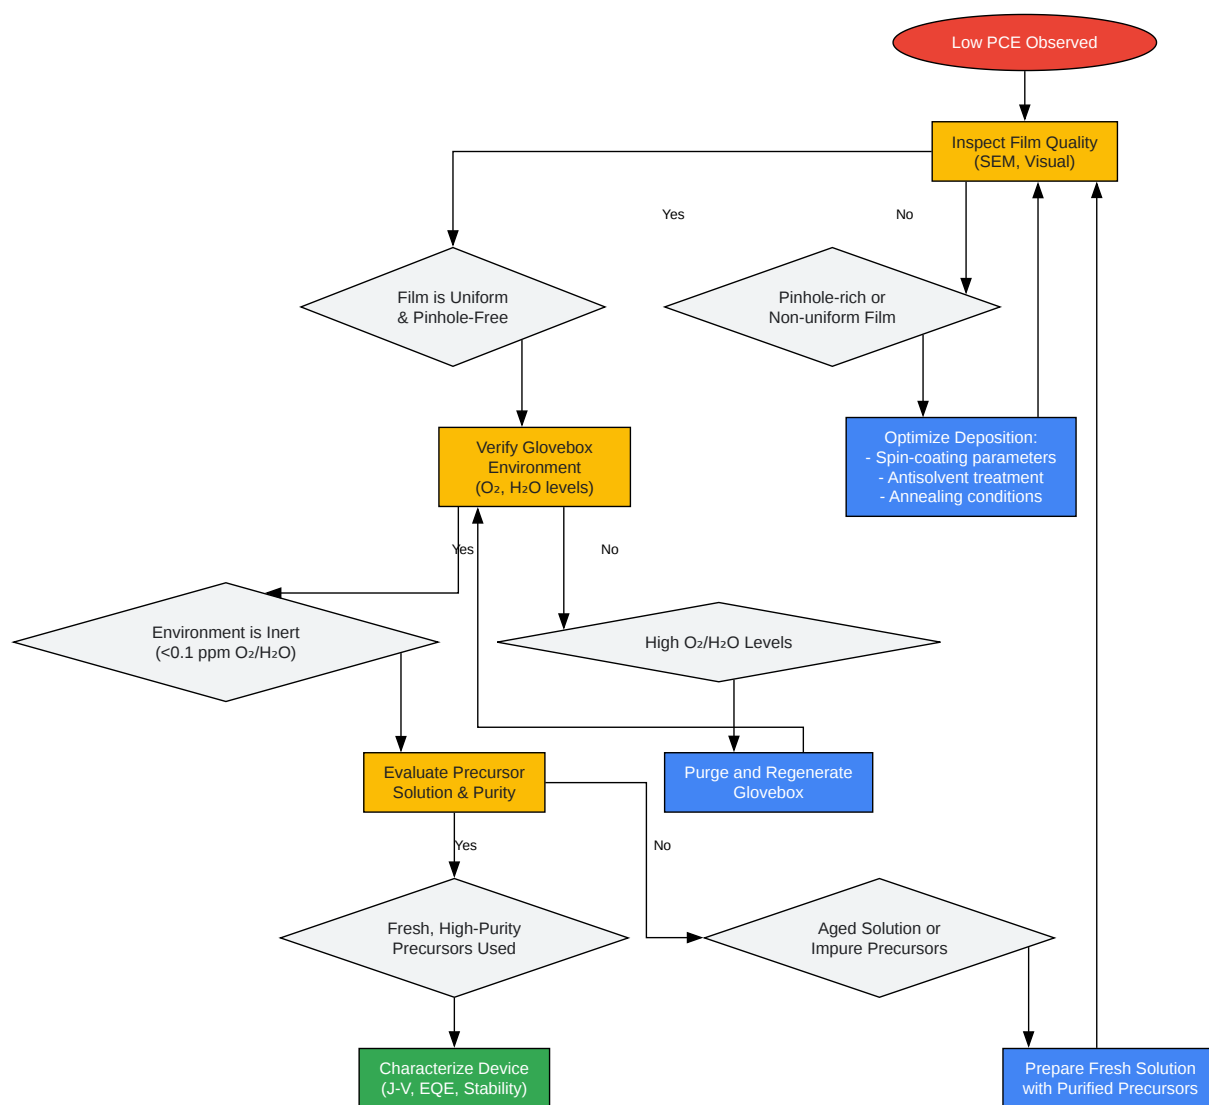 Low PCE Observed
Inspect Film Quality
(SEM, Visual)
Yes
No
Film is Uniform
& Pinhole-Free
Pinhole-rich or
Non-uniform Film
Verify Glovebox
Environment
(O₂, H₂O levels)
Optimize Deposition:
- Spin-coating parameters
- Antisolvent treatment
- Annealing conditions
Yes
No
Environment is Inert
(<0.1 ppm O₂/H₂O)
High O₂/H₂O Levels
Evaluate Precursor
Solution & Purity
Purge and Regenerate
Glovebox
Yes
No
Fresh, High-Purity
Precursors Used
Aged Solution or
Impure Precursors
Characterize Device
(J-V, EQE, Stability)
Prepare Fresh Solution
with Purified Precursors